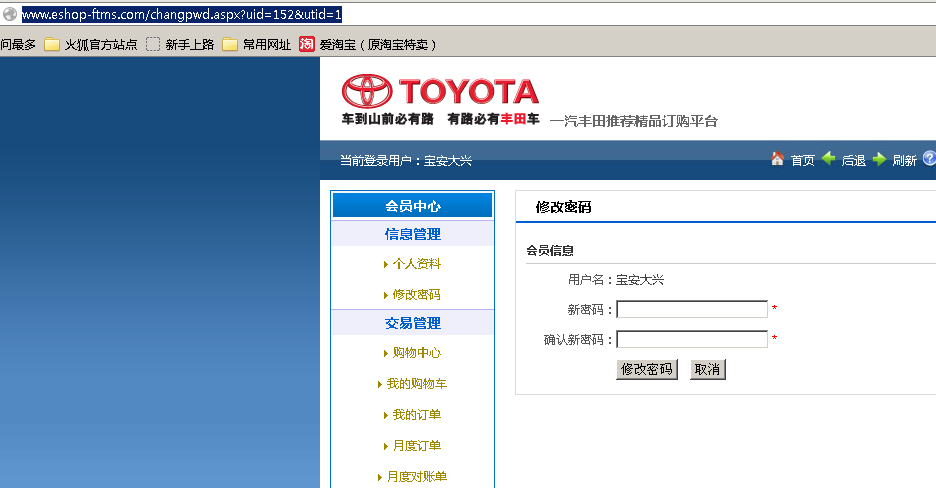 www.eshop-ftms.com/changpwd.aspx?uid=152&utid=1
问最多 火狐官方站点 新手上路 常用网址 淘 爱淘宝（原淘宝特卖）
TOYOTA
车到山前必有路 有路必有丰田车 一汽丰田推荐精品订购平台
当前登录用户：宝安大兴 首页 后退 刷新 ?
会员中心
信息管理
个人资料
修改密码
交易管理
购物中心
我的购物车
我的订单
月度订单
月度对账单
修改密码
会员信息
用户名：宝安大兴
新密码： *
确认新密码： *
修改密码 取消